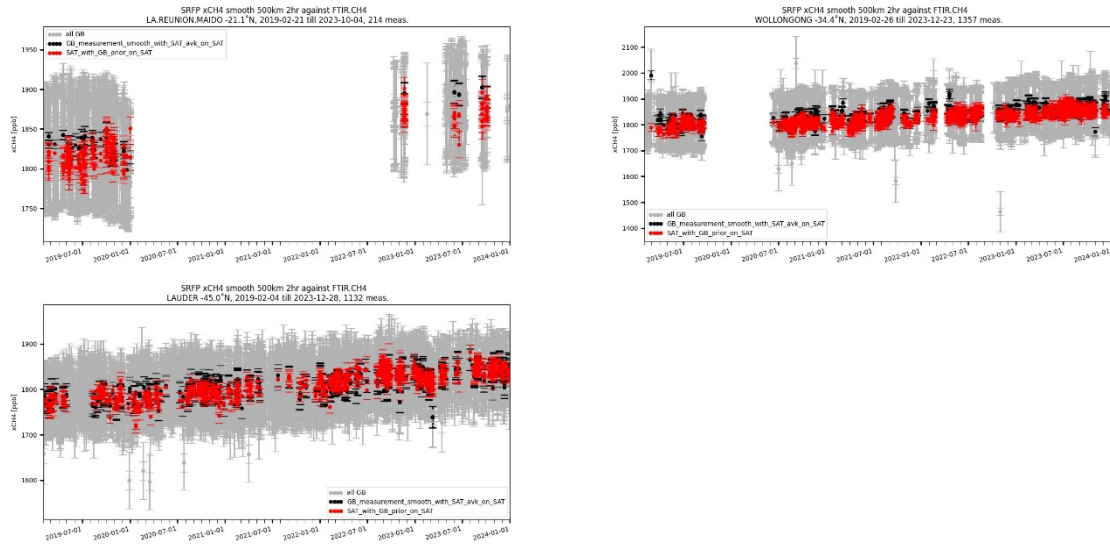 SRFP xCH4 smooth 500km 2hr against FTIR.CH4
LA.REUNION.MAIDO -21.1°N, 2019-02-21 till 2023-10-04, 214 meas.
all GB
GB_measurement_smooth_with_SAT_avk_on_SAT
SAT_with_GB_prior_on_SAT
xCH4 [ppb]
1950
1900
1850
1800
1750
2019-07-01
2020-01-01
2020-07-01
2021-01-01
2021-07-01
2022-01-01
2022-07-01
2023-01-01
2023-07-01
2024-01-01
SRFP xCH4 smooth 500km 2hr against FTIR.CH4
WOLLONGONG -34.4°N, 2019-02-26 till 2023-12-23, 1357 meas.
xCH4 [ppb]
2100
2000
1900
1800
1700
1600
1500
1400
all GB
GB_measurement_smooth_with_SAT_avk_on_SAT
SAT_with_GB_prior_on_SAT
2019-07-01
2020-01-01
2020-07-01
2021-01-01
2021-07-01
2022-01-01
2022-07-01
2023-01-01
2023-07-01
2024-01-01
SRFP xCH4 smooth 500km 2hr against FTIR.CH4
LAUDER -45.0°N, 2019-02-04 till 2023-12-28, 1132 meas.
xCH4 [ppb]
1900
1800
1700
1600
all GB
GB_measurement_smooth_with_SAT_avk_on_SAT
SAT_with_GB_prior_on_SAT
2019-07-01
2020-01-01
2020-07-01
2021-01-01
2021-07-01
2022-01-01
2022-07-01
2023-01-01
2023-07-01
2024-01-01